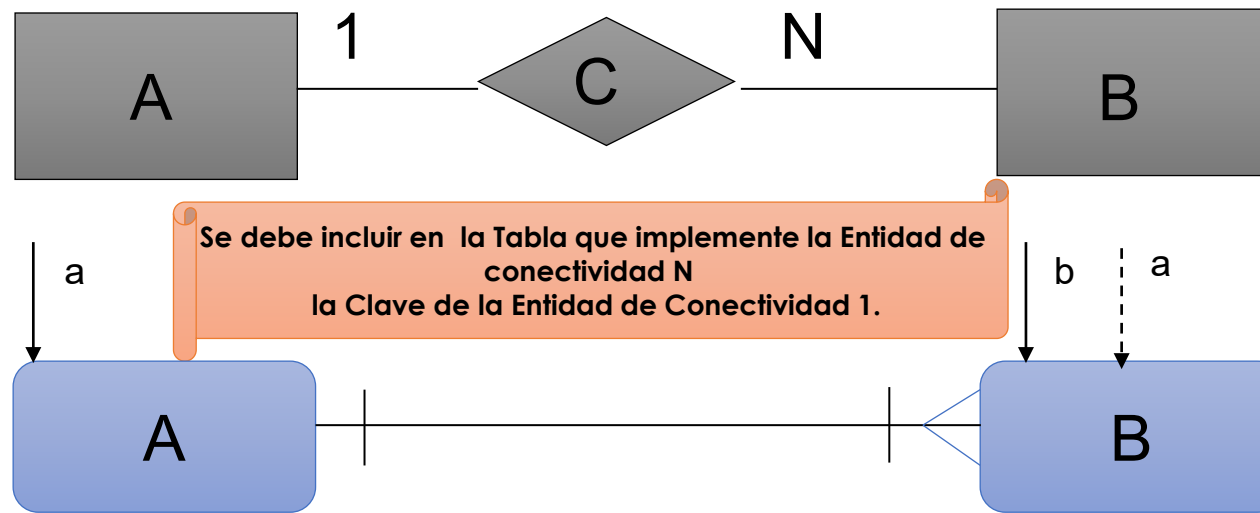 1
N
A
C
B
Se debe incluir en la Tabla que implemente la Entidad de
conectividad N
la Clave de la Entidad de Conectividad 1.
a
b
a
A
B